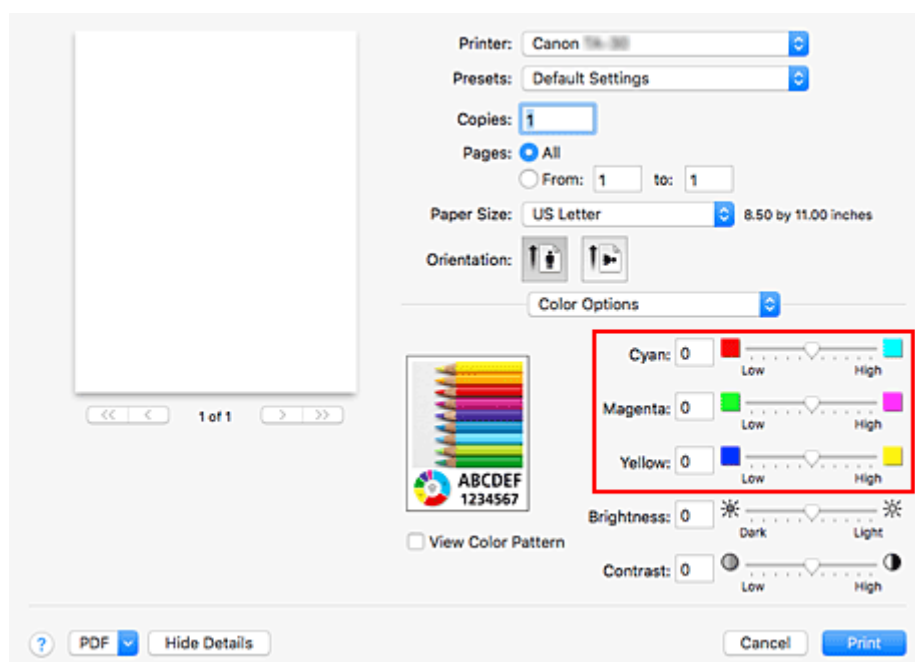 Printer: Canon
Presets: Default Settings
Copies: 1
Pages: All
From: 1 to: 1
Paper Size: US Letter 8.50 by 11.00 inches
Orientation:
Color Options
1 of 1
Cyan: 0
Low High
Magenta: 0
Low High
Yellow: 0
Low High
ABCDEF
1234567
Brightness: 0
Dark Light
View Color Pattern
Contrast: 0
Low High
? PDF Hide Details Cancel Print